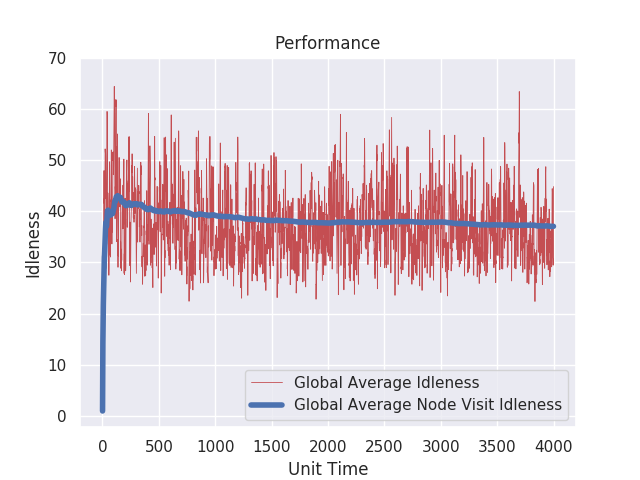 Performance
70
60
50
40
30
20
10
0
Idleness
Global Average Idleness
Global Average Node Visit Idleness
0 500 1000 1500 2000 2500 3000 3500 4000
Unit Time